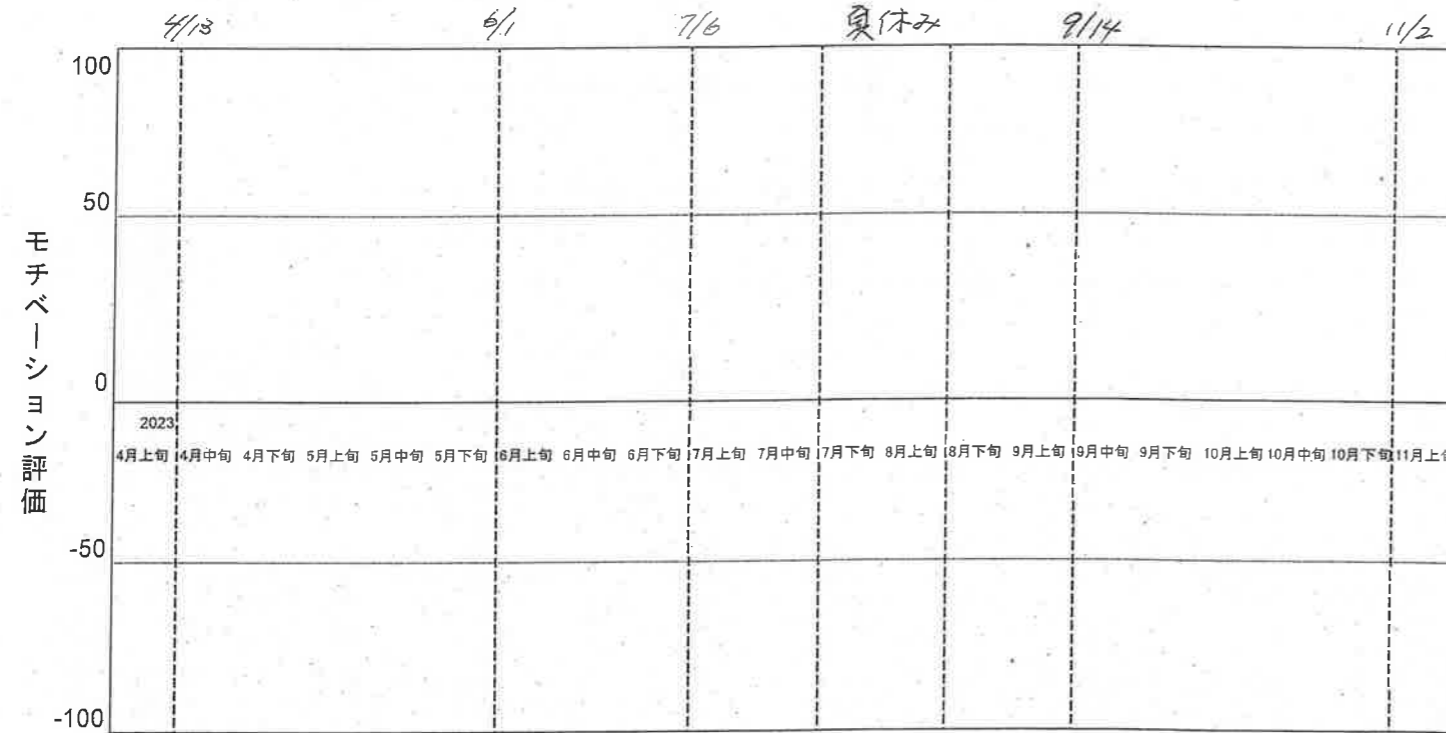 4/13 6/1 7/6 夏休み 9/14 11/2
100
50
モチベーション評価
0
2023
4月上旬 4月中旬 4月下旬 5月上旬 5月中旬 5月下旬 6月上旬 6月中旬 6月下旬 7月上旬 7月中旬 7月下旬 8月上旬 8月下旬 9月上旬 9月中旬 9月下旬 10月上旬 10月中旬 10月下旬 11月上旬
-50
-100